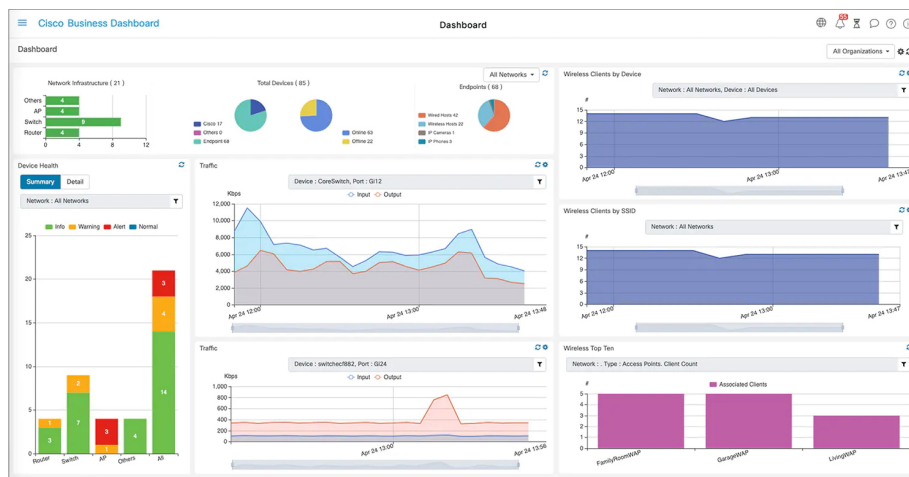 Cisco Business Dashboard
Dashboard
55
Dashboard
All Organizations
All Networks
Network Infrastructure ( 21 )
Others 4
AP 4
Switch 9
Router 4
0 4 8 12
Total Devices ( 85 )
Cisco 17
Others 0
Endpoint 68
Online 63
Offline 22
Endpoints ( 68 )
Wired Hosts 42
Wireless Hosts 22
IP Cameras 1
IP Phones 3
Wireless Clients by Device
Network : All Networks, Device : All Devices
#
15
12
9
6
3
0
Apr 24 12:00 Apr 24 13:00 Apr 24 13:47
Device Health
Summary Detail
Network : All Networks
Info Warning Alert Normal
25
20
15
10
5
0
1
3
2
7
3
1
4
3
4
14
Router Switch AP Others All
Traffic
Device : CoreSwitch, Port : Gi12
Input Output
Kbps
12,000
10,000
8,000
6,000
4,000
2,000
0
Apr 24 12:00 Apr 24 13:00 Apr 24 13:48
Wireless Clients by SSID
Network : All Networks
#
15
12
9
6
3
0
Apr 24 12:00 Apr 24 13:00 Apr 24 13:47
Traffic
Device : switchecf882, Port : Gi24
Input Output
Kbps
1,000
800
600
400
200
0
Apr 24 13:00 Apr 24 13:56
Wireless Top Ten
Network : . Type : Access Points. Client Count
Associated Clients
#
5
4
3
2
1
0
FamilyRoomWAP GarageWAP LivingWAP